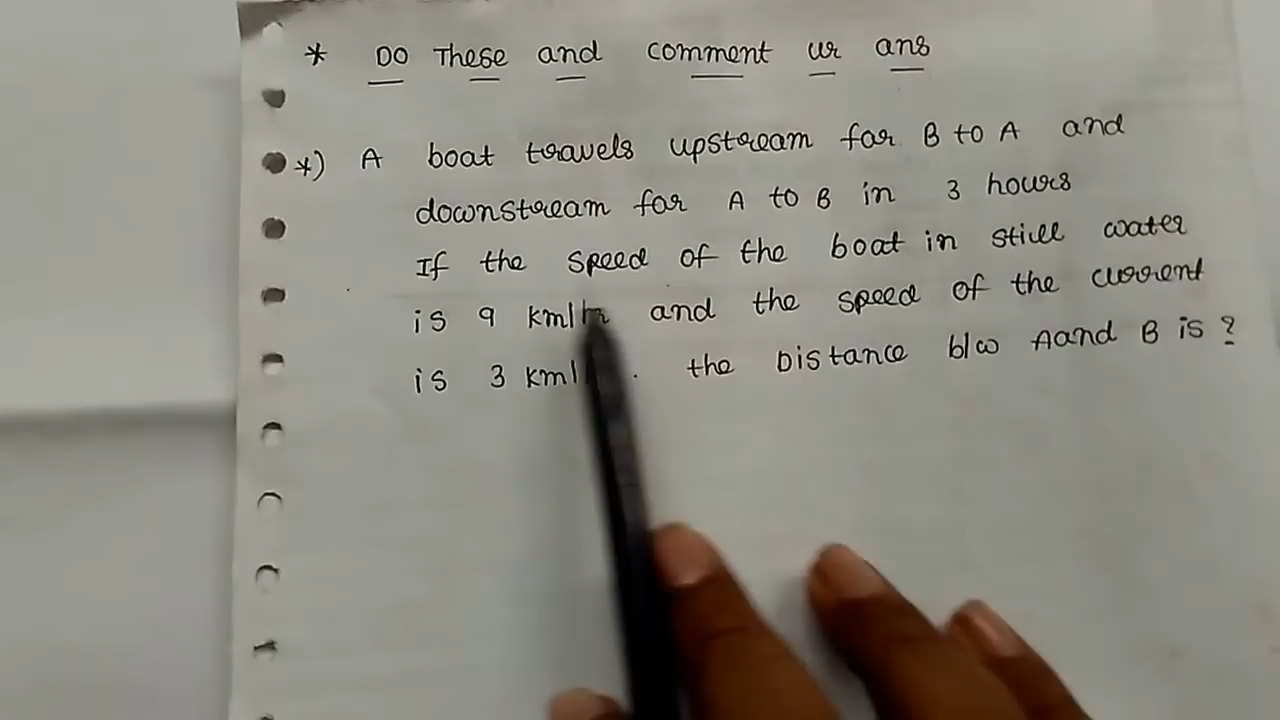 * DO These and comment ur ans
*) A boat travels upstream for B to A and
downstream for A to B in 3 hours
If the speed of the boat in still water
is 9 km/hr and the speed of the current
is 3 km/ . the Distance b/w A and B is ?